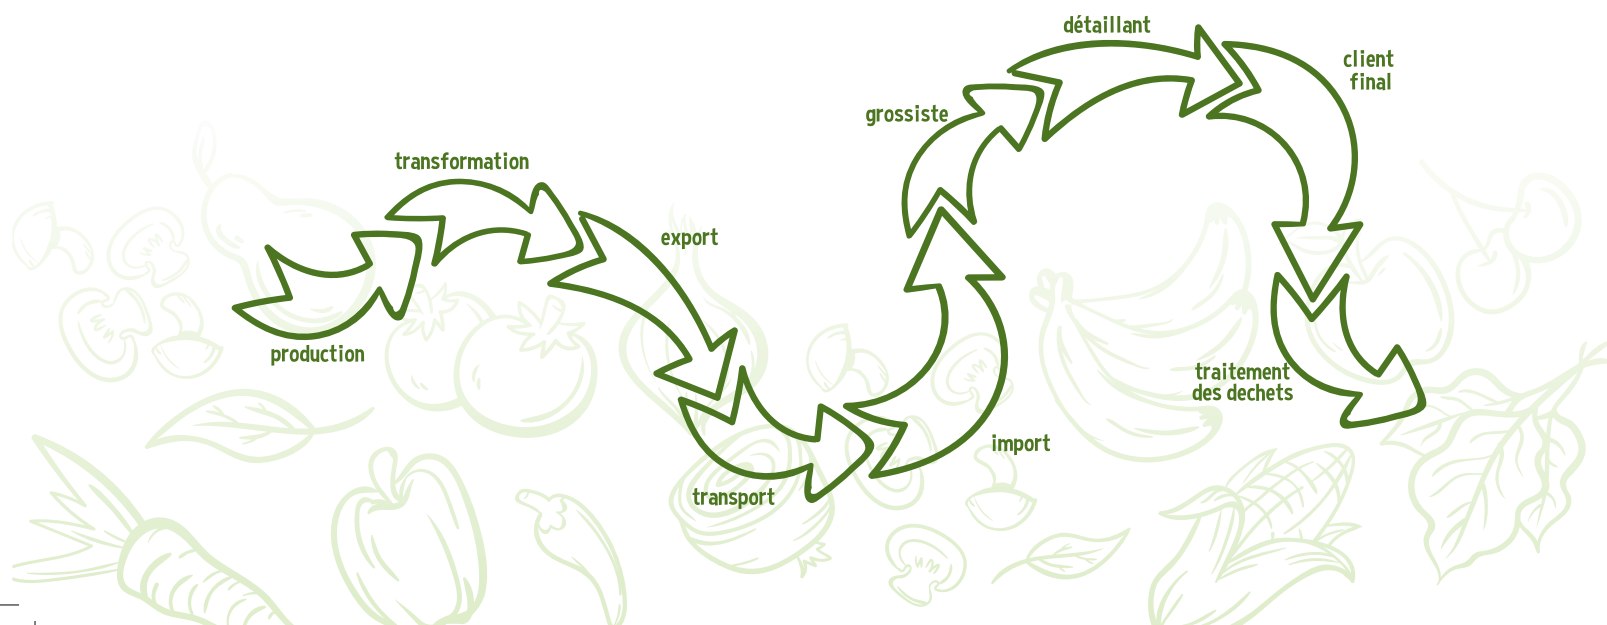 production
transformation
export
transport
import
grossiste
détaillant
client
final
traitement
des dechets